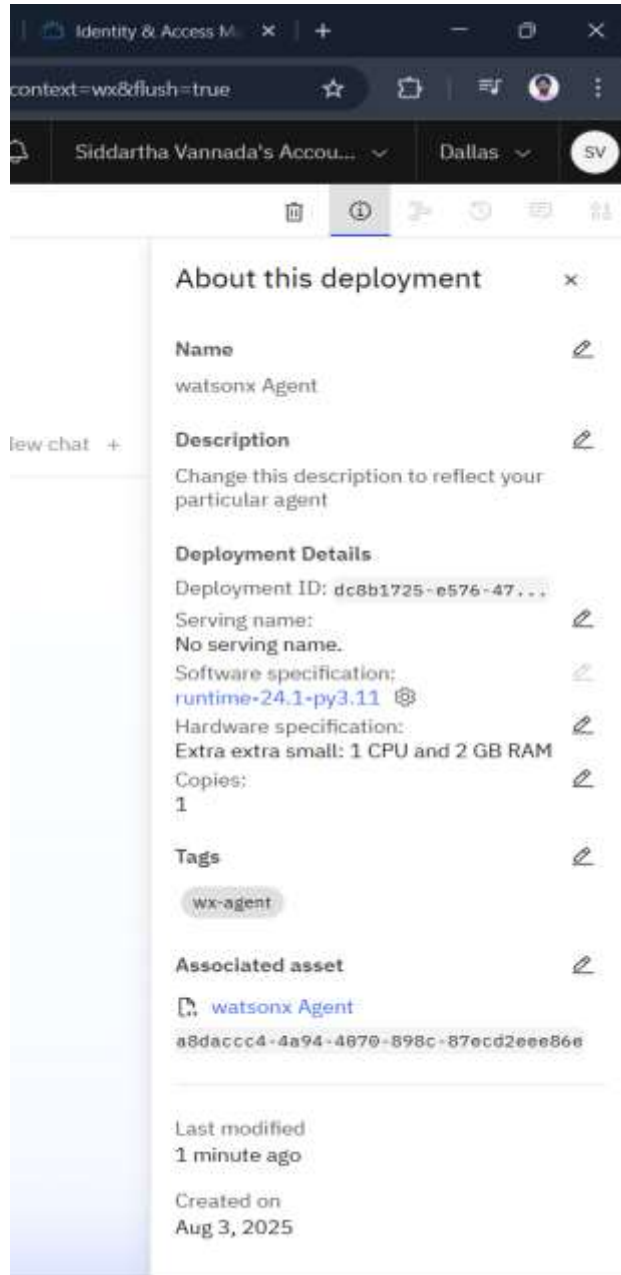 Identity & Access M
context=wx&flush=true
Siddartha Vannada's Accou...
Dallas
SV
About this deployment
Name
watsonx Agent
Description
lew chat +
Change this description to reflect your
particular agent
Deployment Details
Deployment ID: dc8b1725-e576-47...
Serving name:
No serving name.
Software specification:
runtime-24.1-py3.11
Hardware specification:
Extra extra small: 1 CPU and 2 GB RAM
Copies:
1
Tags
wx-agent
Associated asset
watsonx Agent
a8daccc4-4a94-4070-898c-87ecd2eee86e
Last modified
1 minute ago
Created on
Aug 3, 2025